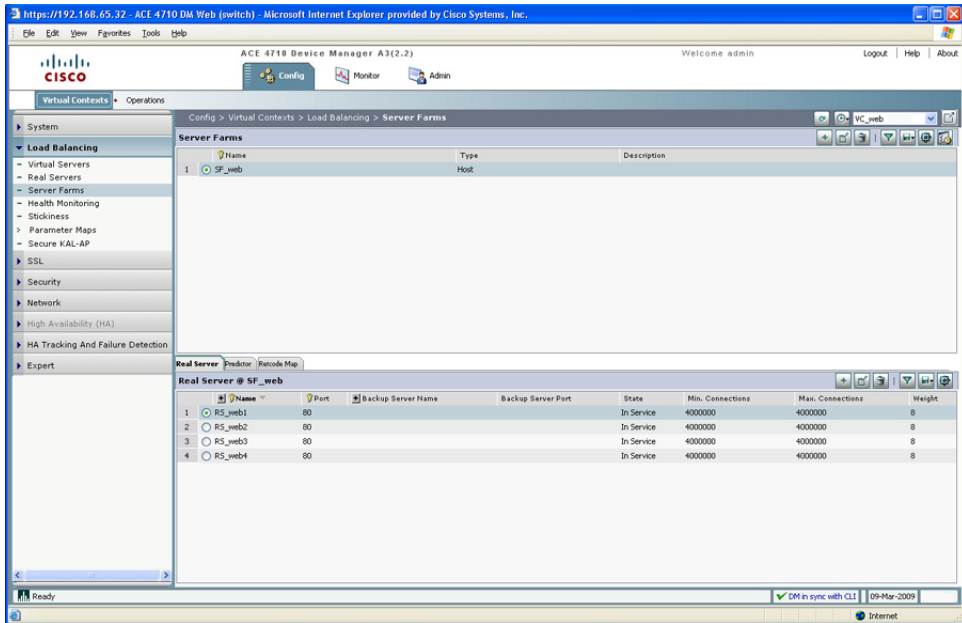 https://192.168.65.32 - ACE 4710 DM Web (switch) - Microsoft Internet Explorer provided by Cisco Systems, Inc.
File Edit View Favorites Tools Help
CISCO
ACE 4710 Device Manager A3(2.2)
Welcome admin
Logout | Help | About
Config Monitor Admin
Virtual Contexts Operations
Config > Virtual Contexts > Load Balancing > Server Farms
VC_web
System
Load Balancing
Virtual Servers
Real Servers
Server Farms
Health Monitoring
Stickiness
Parameter Maps
Secure KAL-AP
SSL
Security
Network
High Availability (HA)
HA Tracking And Failure Detection
Expert
Server Farms
Name Type Description
1 SF_web Host
Real Server Predictor Retcode Map
Real Server @ SF_web
Name Port Backup Server Name Backup Server Port State Min. Connections Max. Connections Weight
1 RS_web1 80 In Service 4000000 4000000 8
2 RS_web2 80 In Service 4000000 4000000 8
3 RS_web3 80 In Service 4000000 4000000 8
4 RS_web4 80 In Service 4000000 4000000 8
Ready
DM in sync with CLI 09-Mar-2009
Internet